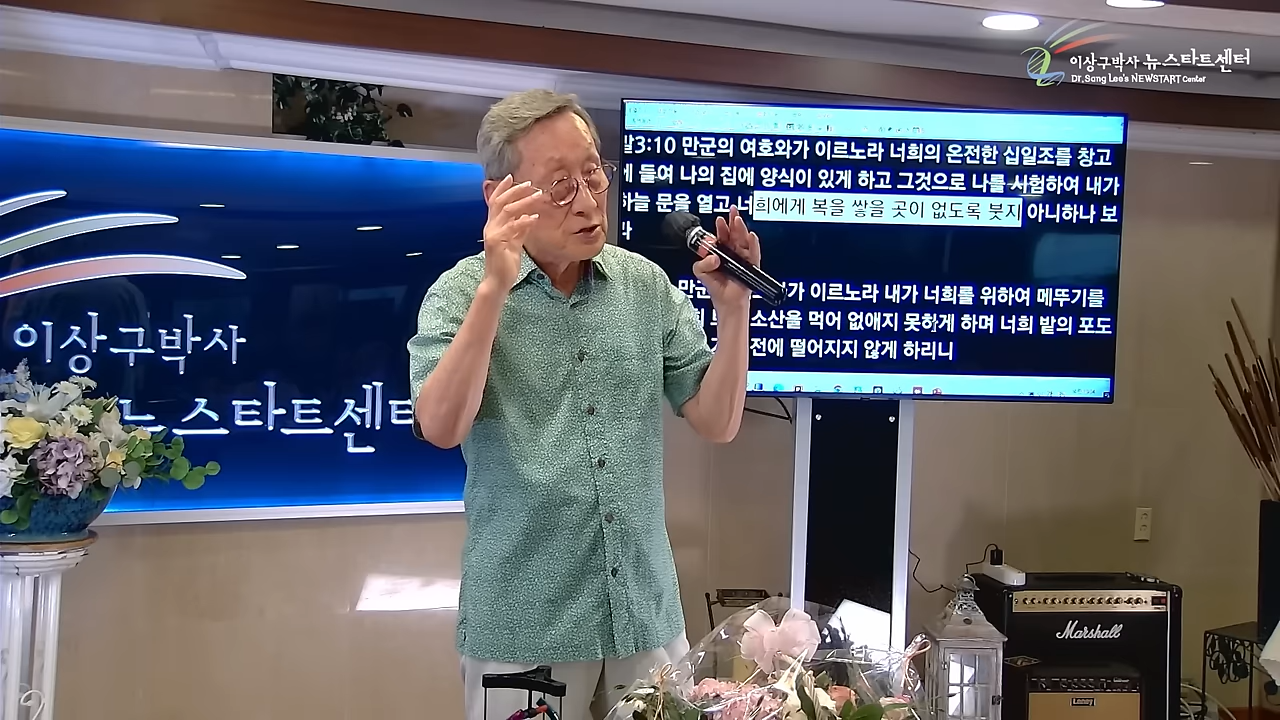 이상구박사 뉴스타트센터
Dr. Sang Lee's NEWSTART Center
말3:10 만군의 여호와가 이르노라 너희의 온전한 십일조를 창고
에 들여 나의 집에 양식이 있게 하고 그것으로 나를 시험하여 내가
하늘 문을 열고 너희에게 복을 쌓을 곳이 없도록 붓지 아니하나 보
라
만군 가 이르노라 내가 너희를 위하여 메뚜기를
소산을 먹어 없애지 못하게 하며 너희 밭의 포도
전에 떨어지지 않게 하리니
이상구박사
뉴스타트센터
Marshall
Laney